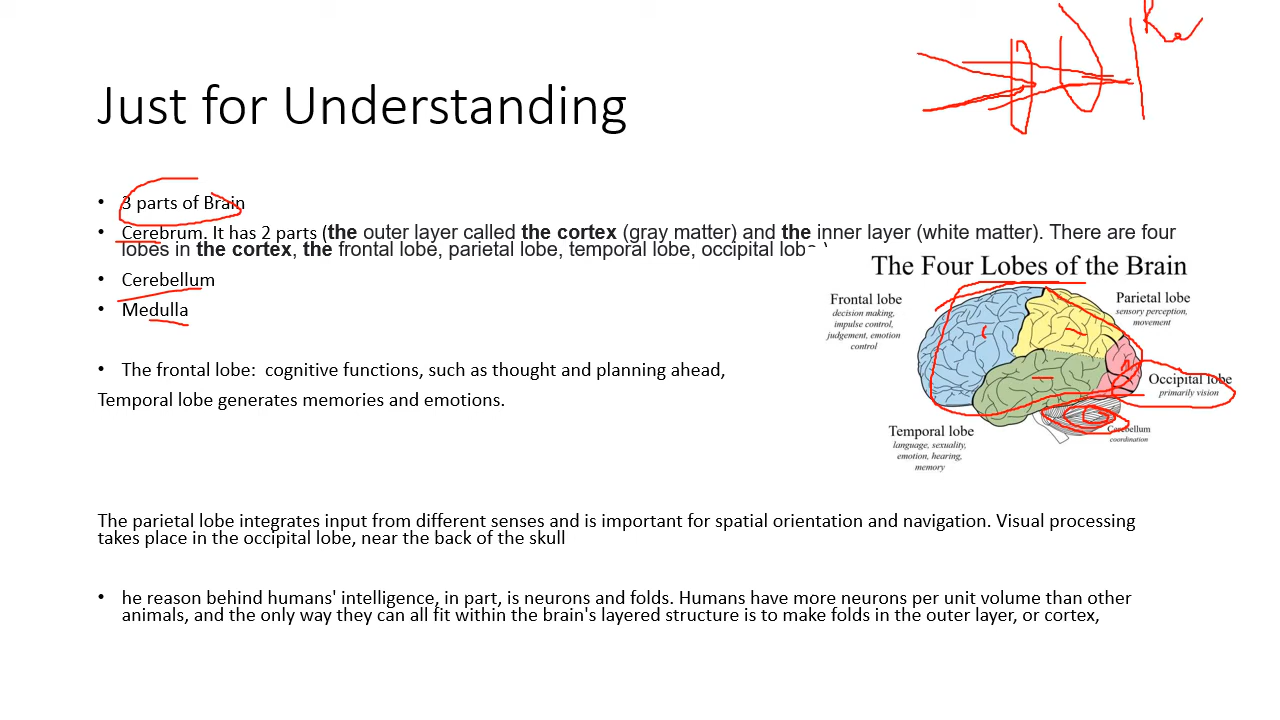 Just for Understanding
• 3 parts of Brain
• Cerebrum. It has 2 parts (the outer layer called the cortex (gray matter) and the inner layer (white matter). There are four
lobes in the cortex, the frontal lobe, parietal lobe, temporal lobe, occipital lobe
• Cerebellum
• Medulla
The Four Lobes of the Brain
Frontal lobe
decision making,
impulse control,
judgement, emotion
control
Parietal lobe
sensory perception,
movement
Occipital lobe
primarily vision
Cerebellum
coordination
Temporal lobe
language, sexuality,
emotion, hearing,
memory
• The frontal lobe: cognitive functions, such as thought and planning ahead,
Temporal lobe generates memories and emotions.
The parietal lobe integrates input from different senses and is important for spatial orientation and navigation. Visual processing
takes place in the occipital lobe, near the back of the skull
• he reason behind humans' intelligence, in part, is neurons and folds. Humans have more neurons per unit volume than other
animals, and the only way they can all fit within the brain's layered structure is to make folds in the outer layer, or cortex,